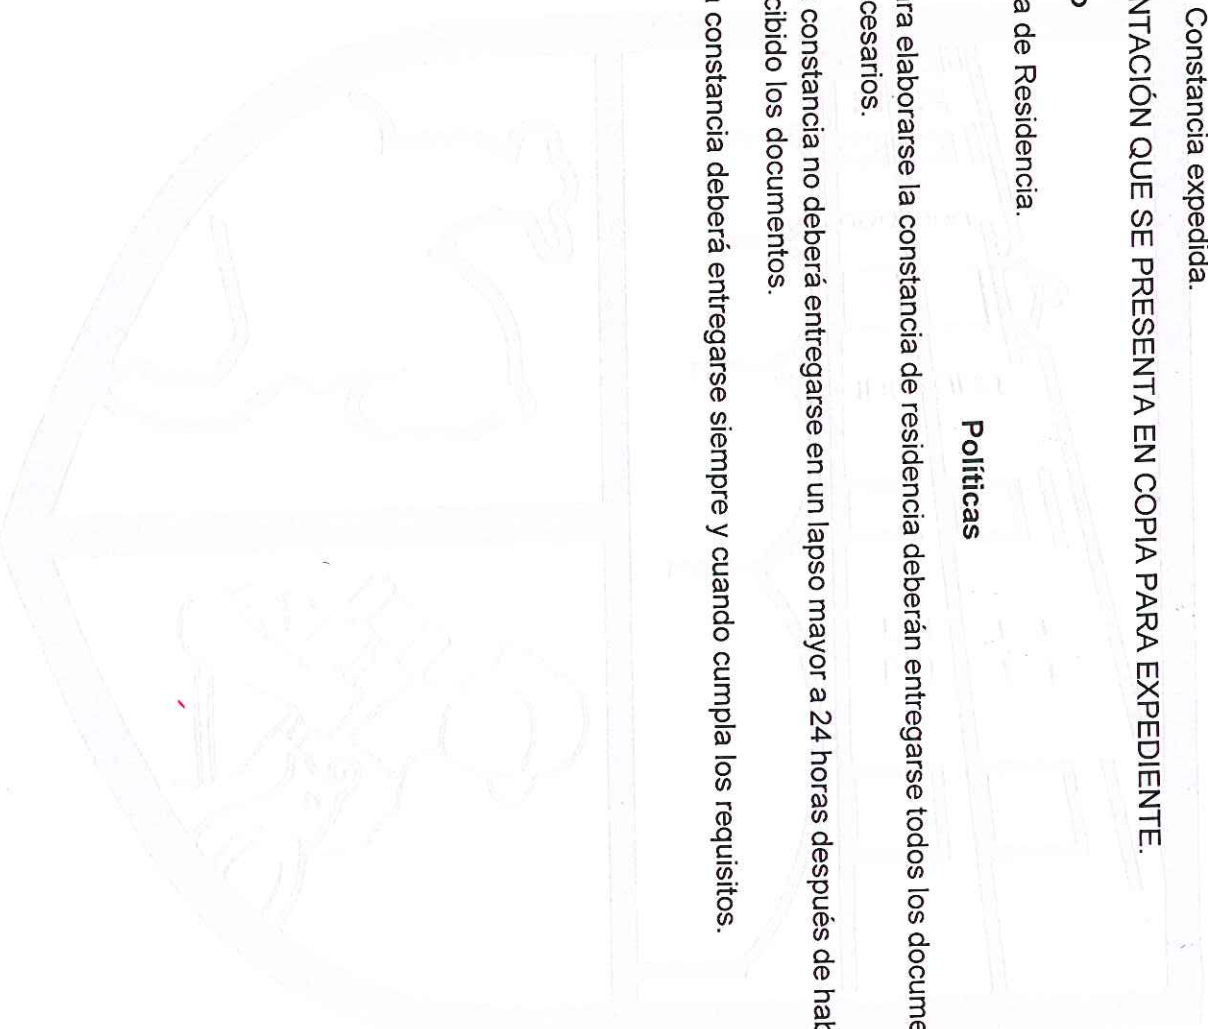 Constancia expedida.
NTACIÓN QUE SE PRESENTA EN COPIA PARA EXPEDIENTE.
O
a de Residencia.
Políticas
ra elaborarse la constancia de residencia deberán entregarse todos los docume
cesarios.
constancia no deberá entregarse en un lapso mayor a 24 horas después de hab
cibido los documentos.
constancia deberá entregarse siempre y cuando cumpla los requisitos.